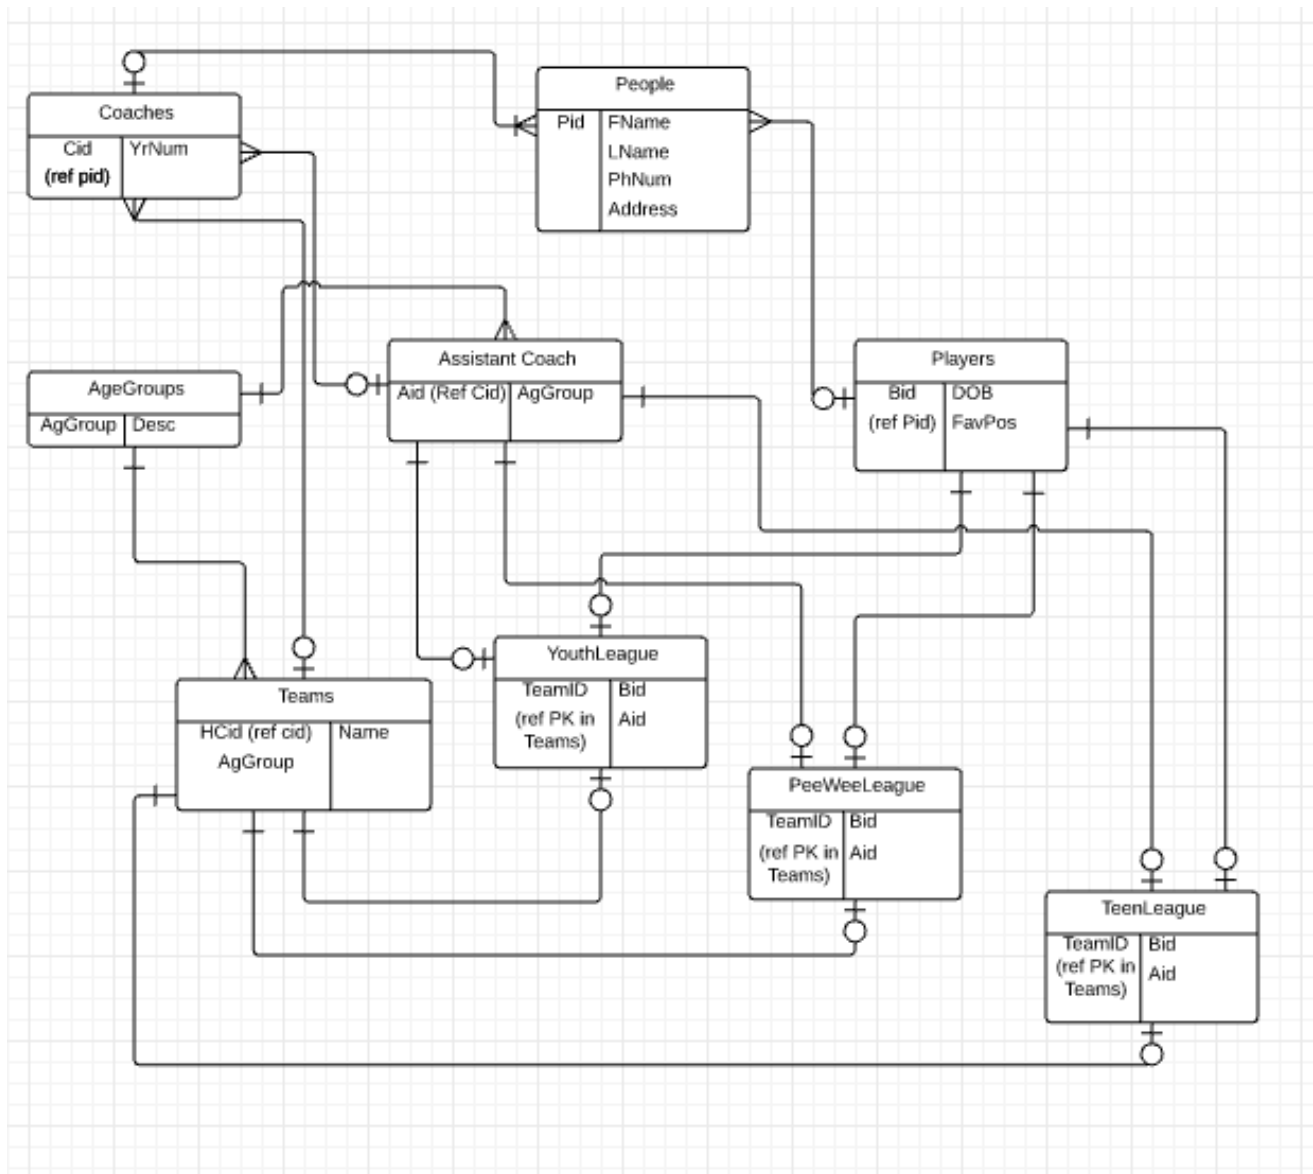 People
Pid FName
LName
PhNum
Address
Coaches
Cid YrNum
(ref pid)
Assistant Coach
Aid (Ref Cid) AgGroup
Players
Bid DOB
(ref Pid) FavPos
AgeGroups
AgGroup Desc
YouthLeague
TeamID Bid
(ref PK in Aid
Teams)
Teams
HCid (ref cid) Name
AgGroup
PeeWeeLeague
TeamID Bid
(ref PK in Aid
Teams)
TeenLeague
TeamID Bid
(ref PK in Aid
Teams)